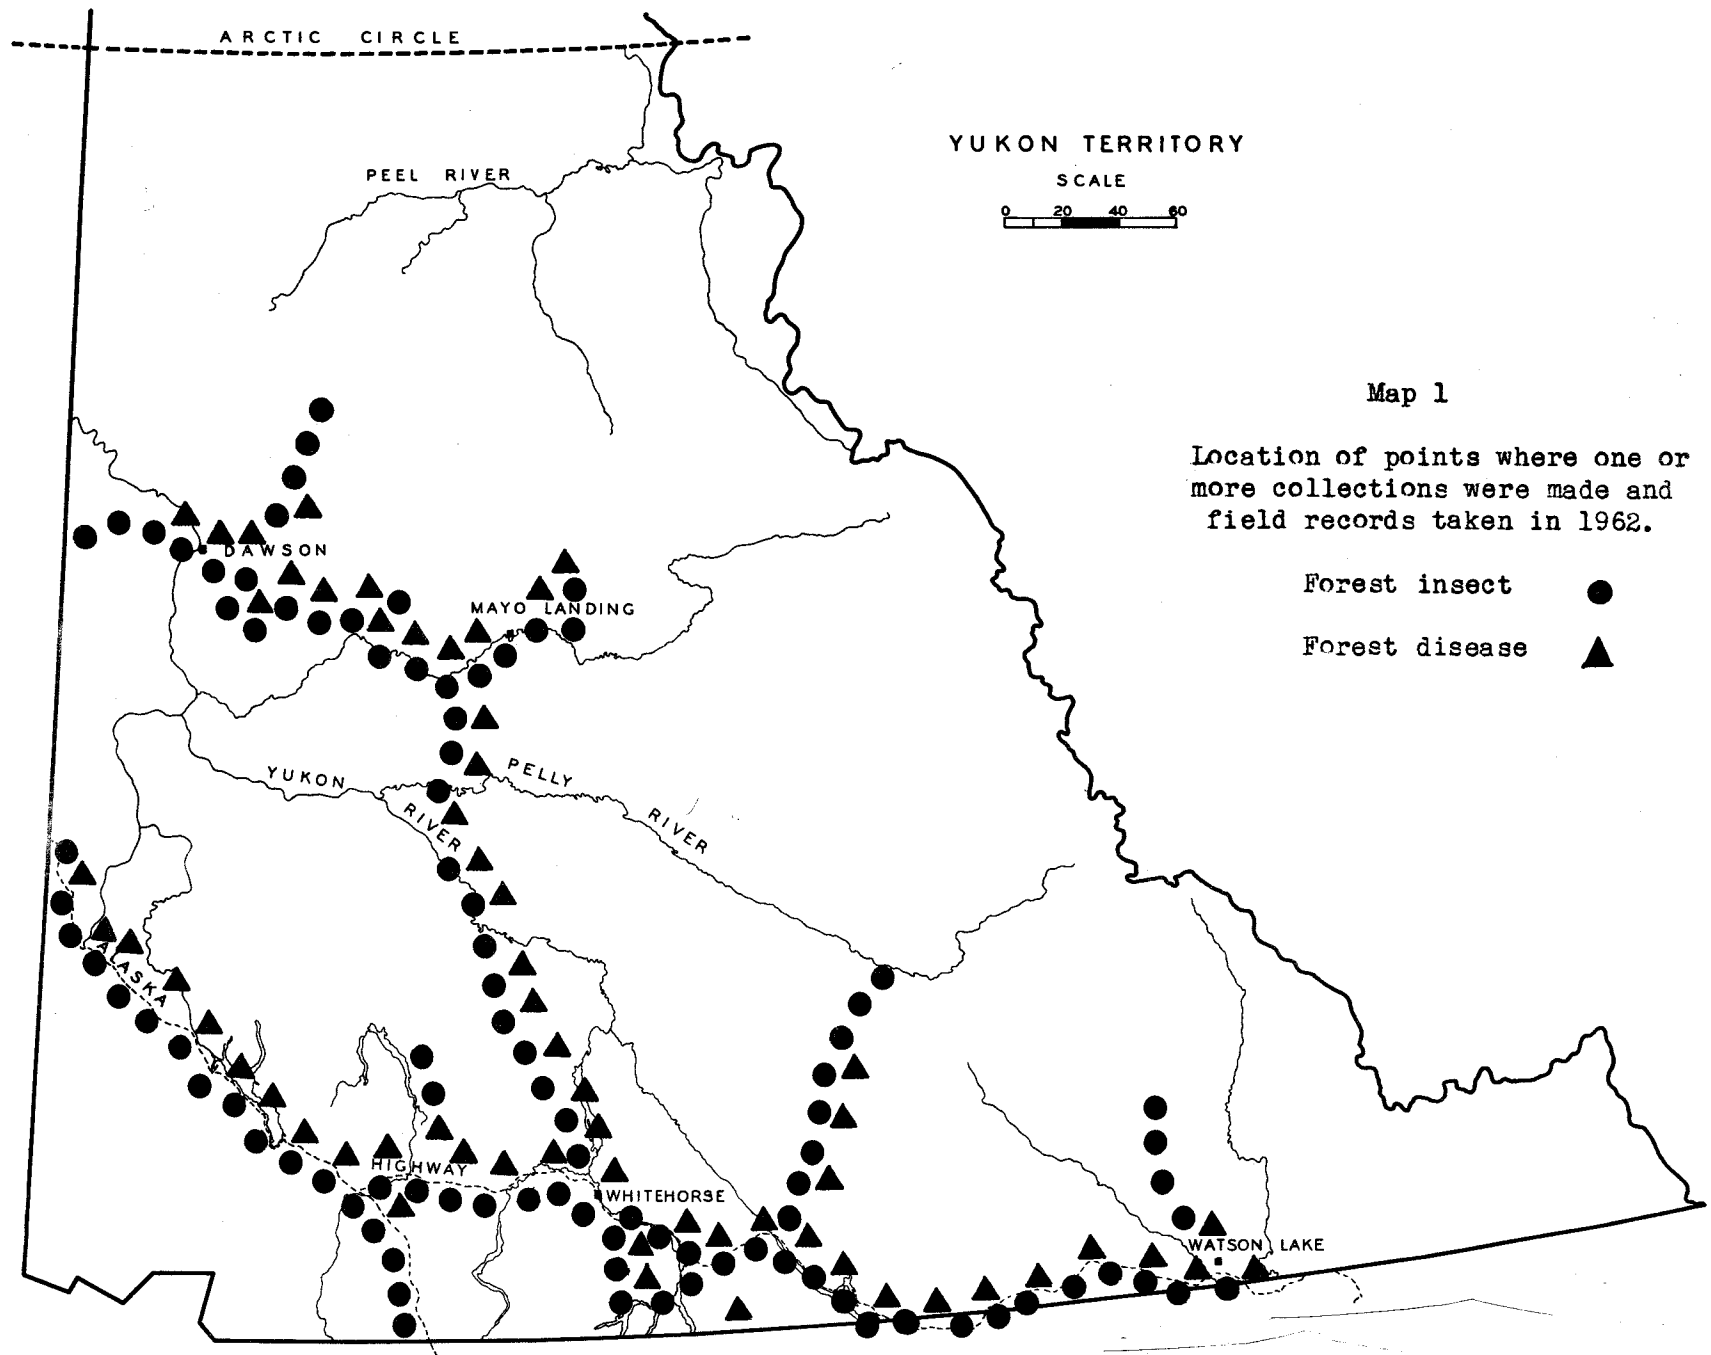 ARCTIC CIRCLE
YUKON TERRITORY
SCALE
0 20 40 60
PEEL RIVER
Map 1
Location of points where one or
more collections were made and
field records taken in 1962.
Forest insect
Forest disease
DAWSON
MAYO LANDING
YUKON
RIVER
PELLY
RIVER
ALASKA
HIGHWAY
WHITEHORSE
WATSON LAKE